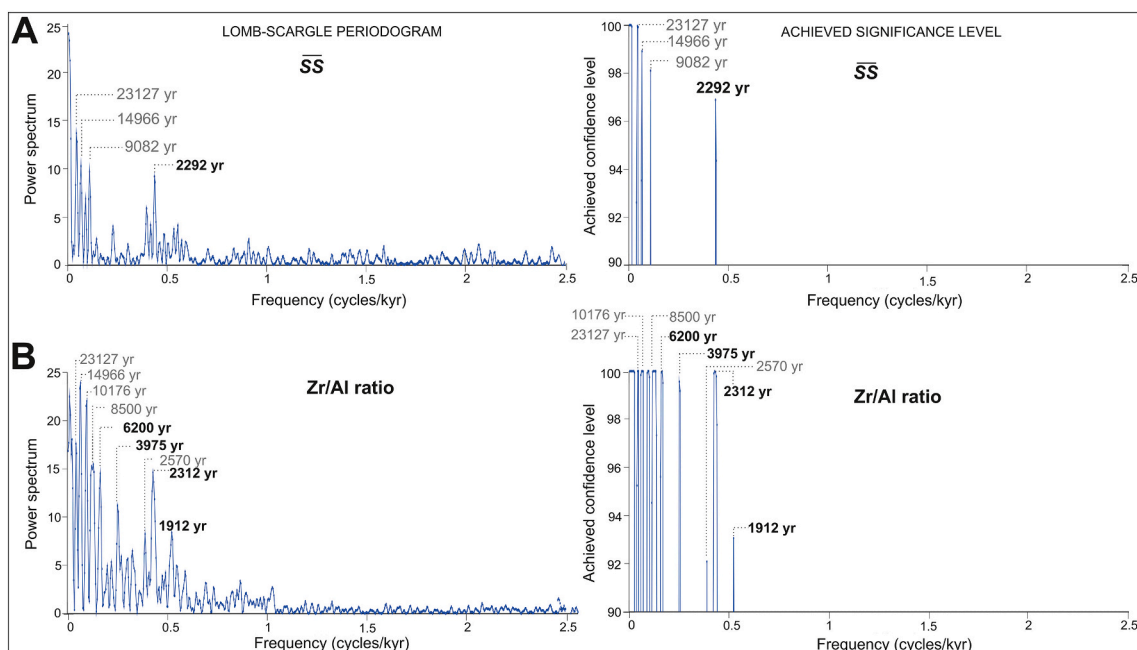 A
LOMB-SCARGLE PERIODOGRAM
SS
25
20
15
10
5
0
Power spectrum
23127 yr
14966 yr
9082 yr
2292 yr
0 0.5 1 1.5 2 2.5
Frequency (cycles/kyr)
ACHIEVED SIGNIFICANCE LEVEL
SS
100
98
96
94
92
90
Achieved confidence level
23127 yr
14966 yr
9082 yr
2292 yr
0 0.5 1 1.5 2 2.5
Frequency (cycles/kyr)
B
Zr/Al ratio
25
20
15
10
5
0
Power spectrum
23127 yr
14966 yr
10176 yr
8500 yr
6200 yr
3975 yr
2570 yr
2312 yr
1912 yr
0 0.5 1 1.5 2 2.5
Frequency (cycles/kyr)
Zr/Al ratio
100
98
96
94
92
90
Achieved confidence level
10176 yr
8500 yr
23127 yr
6200 yr
3975 yr
2570 yr
2312 yr
1912 yr
0 0.5 1 1.5 2 2.5
Frequency (cycles/kyr)